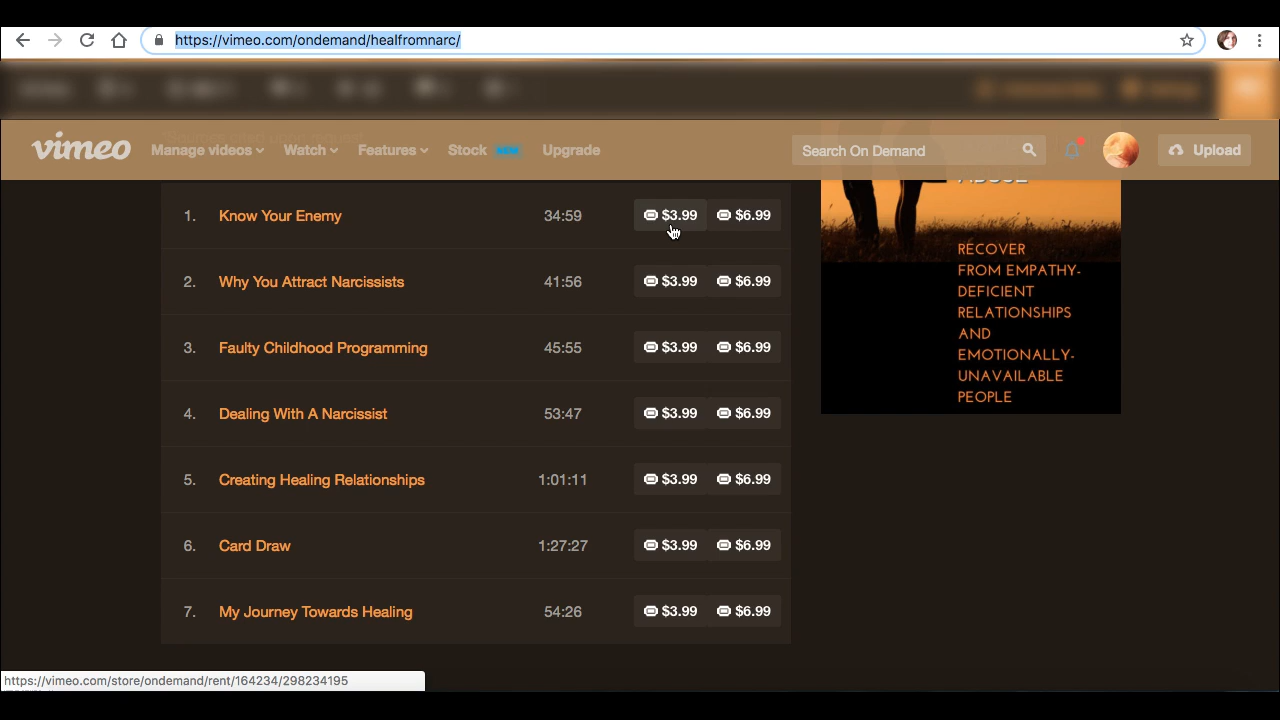 https://vimeo.com/ondemand/healfromnarc/
vimeo Manage videos Watch Features Stock NEW Upgrade Search On Demand Upload
1. Know Your Enemy 34:59 $3.99 $6.99
2. Why You Attract Narcissists 41:56 $3.99 $6.99
3. Faulty Childhood Programming 45:55 $3.99 $6.99
4. Dealing With A Narcissist 53:47 $3.99 $6.99
5. Creating Healing Relationships 1:01:11 $3.99 $6.99
6. Card Draw 1:27:27 $3.99 $6.99
7. My Journey Towards Healing 54:26 $3.99 $6.99
RECOVER
FROM EMPATHY-
DEFICIENT
RELATIONSHIPS
AND
EMOTIONALLY-
UNAVAILABLE
PEOPLE
https://vimeo.com/store/ondemand/rent/164234/298234195